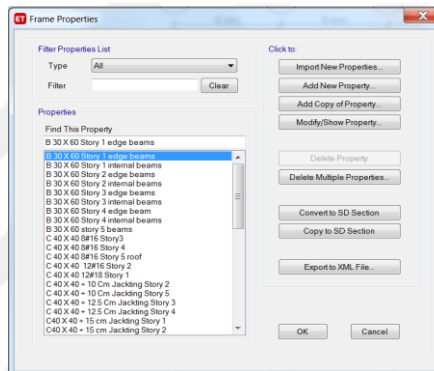 ET Frame Properties
Filter Properties List
Type All
Filter Clear
Properties
Find This Property
B 30 X 60 Story 1 edge beams
B 30 X 60 Story 1 edge beams
B 30 X 60 Story 1 internal beams
B 30 X 60 Story 2 edge beams
B 30 X 60 Story 2 internal beams
B 30 X 60 Story 3 edge beams
B 30 X 60 Story 3 internal beams
B 30 X 60 Story 4 edge beam
B 30 X 60 Story 4 internal beams
B 30 X 60 story 5 beams
C 40 X 40 8#16 Story3
C 40 X 40 8#16 Story 4
C 40 X 40 8#16 Story 5 roof
C 40 X 40 12#16 Story 2
C 40 X 40 12#18 Story 1
C 40 X 40 + 10 Cm Jackting Story 2
C 40 X 40 + 10 Cm Jackting Story 5
C 40 X 40 + 12.5 Cm Jackting Story 3
C 40 X 40 + 12.5 Cm Jackting Story 4
C40 X 40 + 15 cm Jackting Story 1
C40 X 40 + 15 cm Jackting Story 2
Click to:
Import New Properties...
Add New Property...
Add Copy of Property...
Modify/Show Property...
Delete Property
Delete Multiple Properties...
Convert to SD Section
Copy to SD Section
Export to XML File...
OK
Cancel